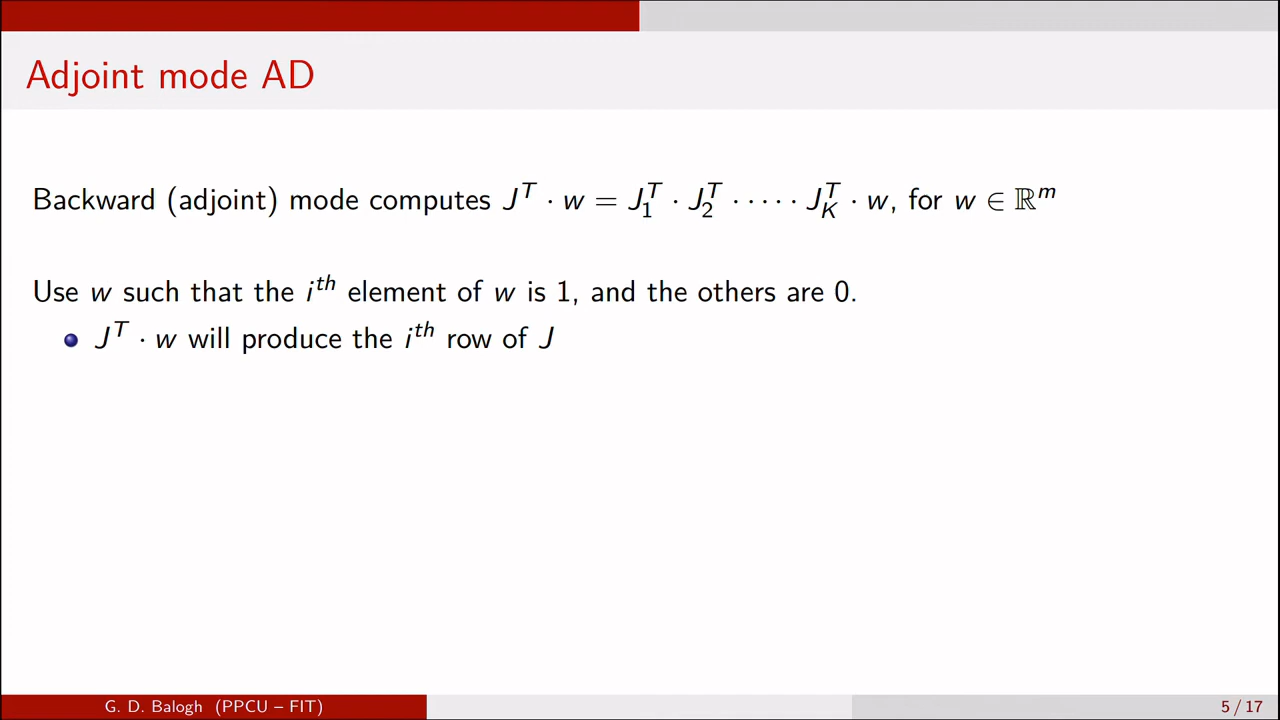 Adjoint mode AD
Backward (adjoint) mode computes J^T · w = J_1^T · J_2^T · · · · · J_K^T · w, for w ∈ ℝ^m
Use w such that the i^th element of w is 1, and the others are 0.
J^T · w will produce the i^th row of J
G. D. Balogh (PPCU – FIT)
5 / 17